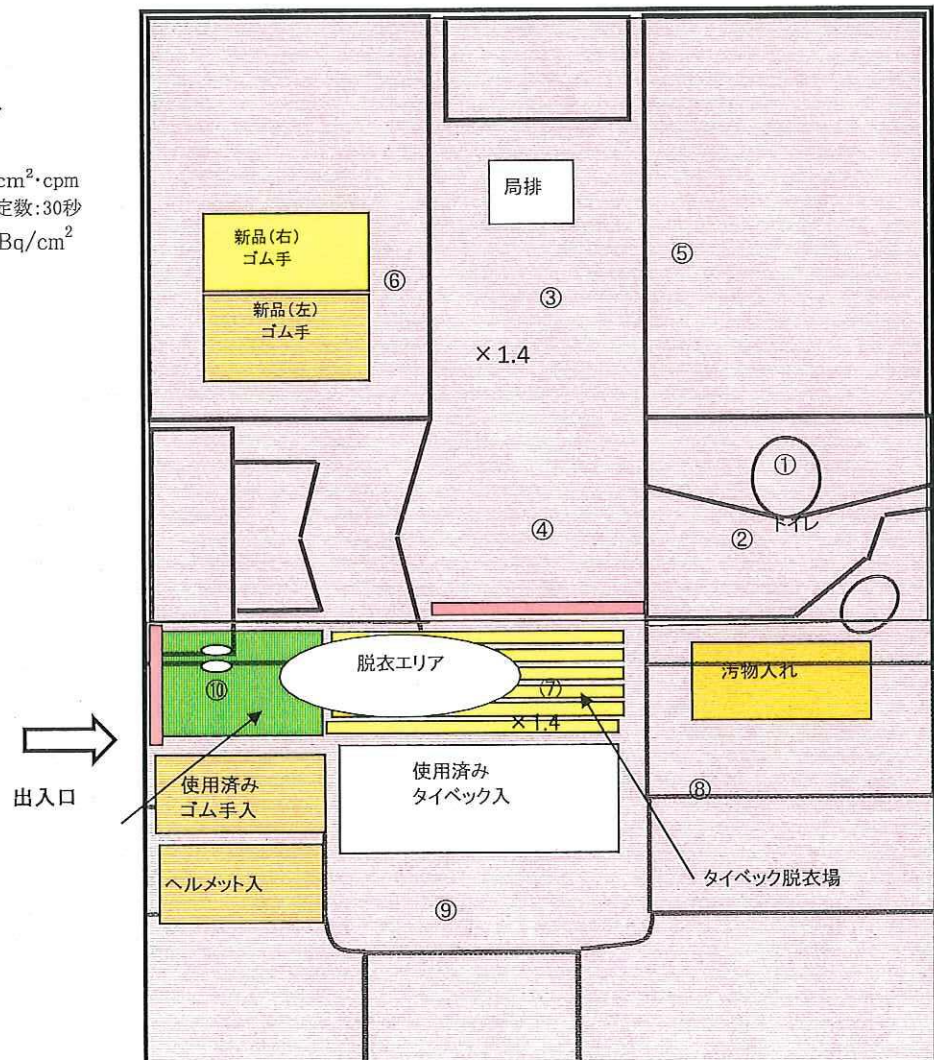 cm²・cpm
定数:30秒
Bq/cm²
局排
新品(右)
ゴム手
新品(左)
ゴム手
⑥
③
⑤
×1.4
①
トイレ
②
④
脱衣エリア
⑦
×1.4
⑩
汚物入れ
出入口
使用済み
ゴム手入
使用済み
タイベック入
⑧
ヘルメット入
タイベック脱衣場
⑨